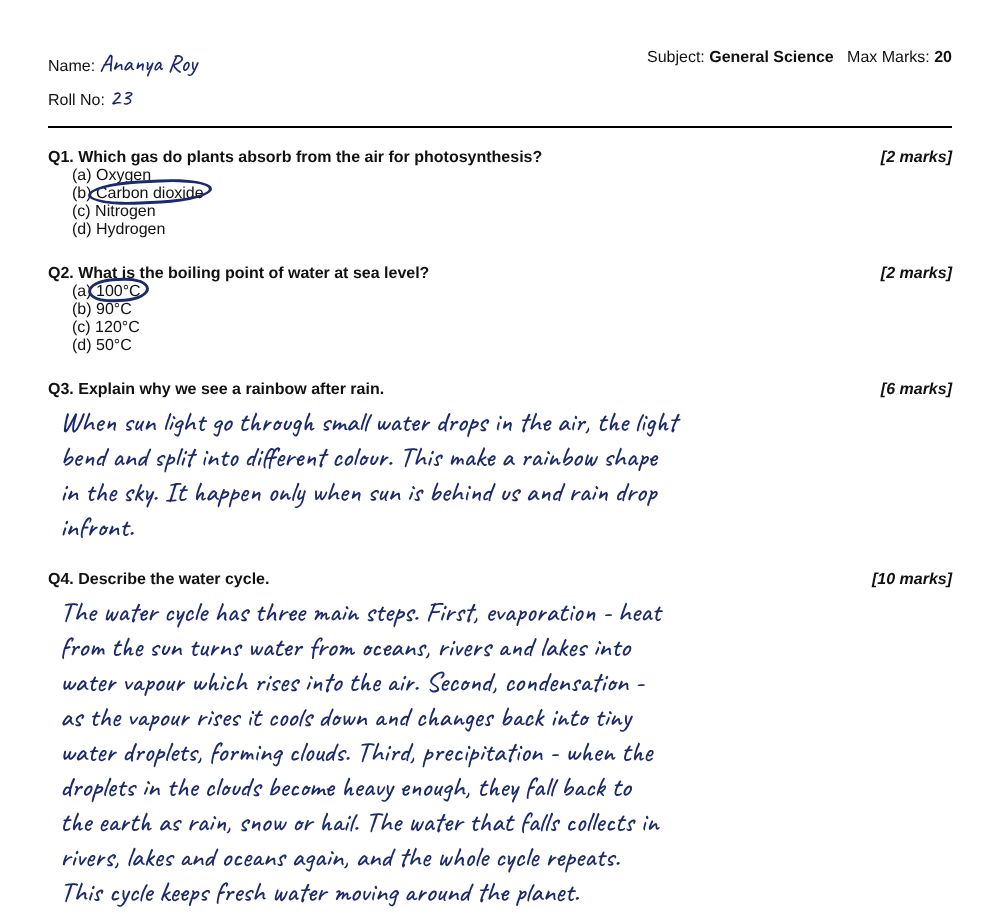 Name: Ananya Roy
Subject: General Science Max Marks: 20
Roll No: 23
Q1. Which gas do plants absorb from the air for photosynthesis? [2 marks]
(a) Oxygen
(b) Carbon dioxide
(c) Nitrogen
(d) Hydrogen
Q2. What is the boiling point of water at sea level? [2 marks]
(a) 100°C
(b) 90°C
(c) 120°C
(d) 50°C
Q3. Explain why we see a rainbow after rain. [6 marks]
When sun light go through small water drops in the air, the light
bend and split into different colour. This make a rainbow shape
in the sky. It happen only when sun is behind us and rain drop
infront.
Q4. Describe the water cycle. [10 marks]
The water cycle has three main steps. First, evaporation - heat
from the sun turns water from oceans, rivers and lakes into
water vapour which rises into the air. Second, condensation -
as the vapour rises it cools down and changes back into tiny
water droplets, forming clouds. Third, precipitation - when the
droplets in the clouds become heavy enough, they fall back to
the earth as rain, snow or hail. The water that falls collects in
rivers, lakes and oceans again, and the whole cycle repeats.
This cycle keeps fresh water moving around the planet.